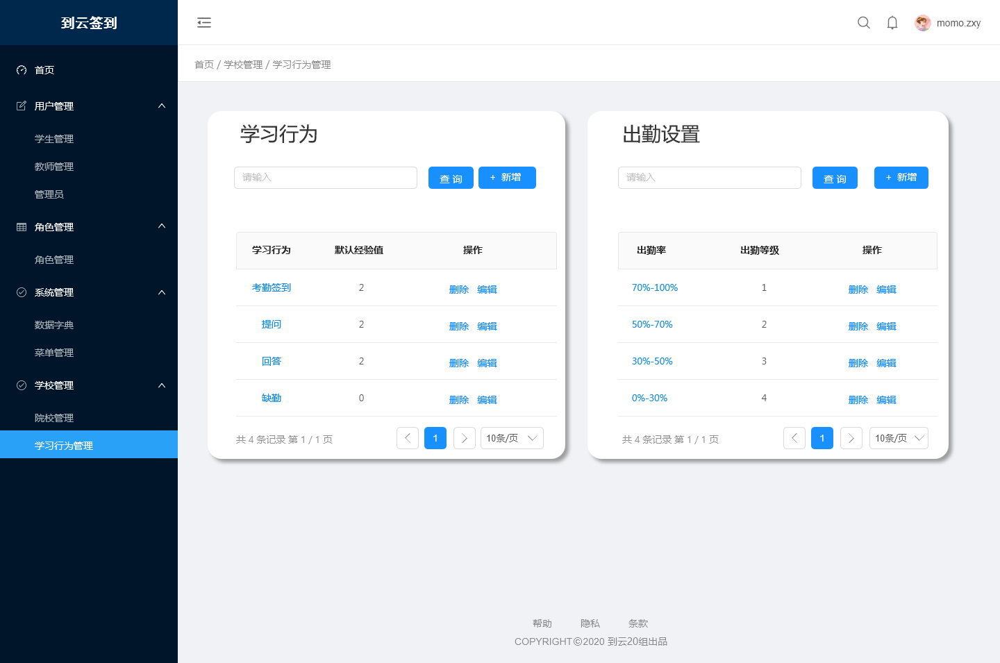 到云签到
首页
用户管理
学生管理
教师管理
管理员
角色管理
角色管理
系统管理
数据字典
菜单管理
学校管理
院校管理
学习行为管理
momo.zxy
首页 / 学校管理 / 学习行为管理
学习行为
请输入 查 询 + 新增
学习行为 默认经验值 操作
考勤签到 2 删除 编辑
提问 2 删除 编辑
回答 2 删除 编辑
缺勤 0 删除 编辑
共 4 条记录 第 1 / 1 页 1 10条/页
出勤设置
请输入 查 询 + 新增
出勤率 出勤等级 操作
70%-100% 1 删除 编辑
50%-70% 2 删除 编辑
30%-50% 3 删除 编辑
0%-30% 4 删除 编辑
共 4 条记录 第 1 / 1 页 1 10条/页
帮助 隐私 条款
COPYRIGHT©2020 到云20组出品